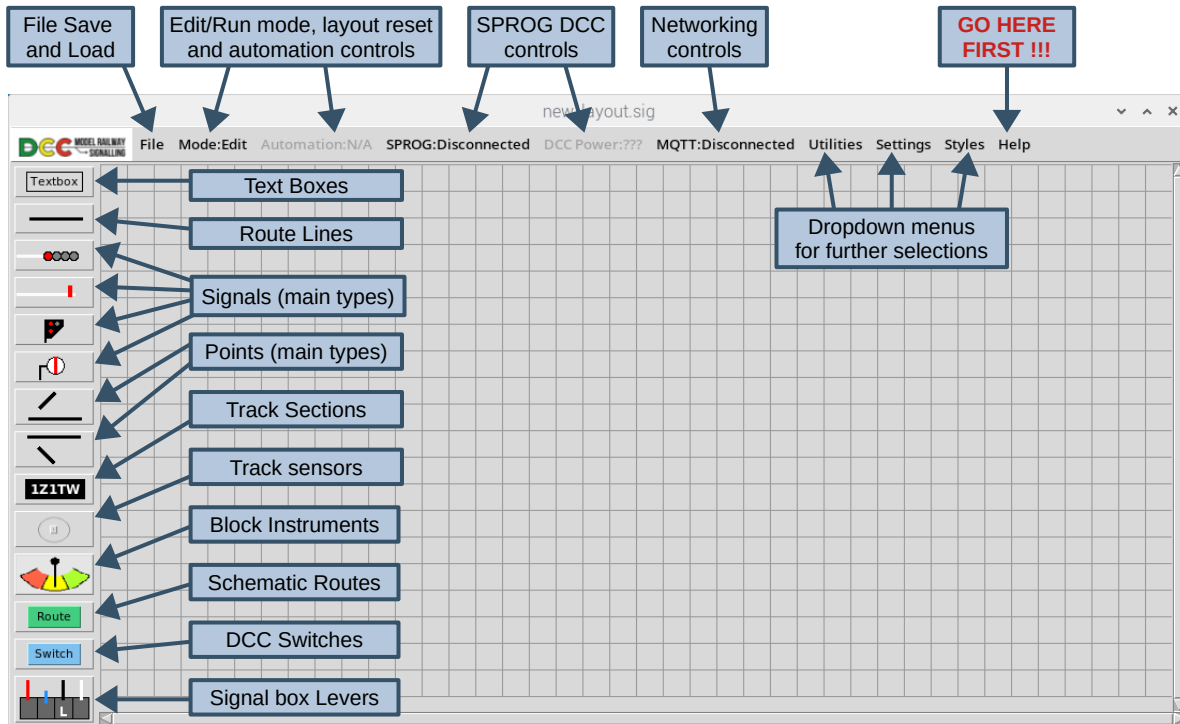 File Save
and Load
Edit/Run mode, layout reset
and automation controls
SPROG DCC
controls
Networking
controls
GO HERE
FIRST !!!
new_layout.sig
DCC MODEL RAILWAY
SIGNALLING
File Mode:Edit Automation:N/A SPROG:Disconnected DCC Power:??? MQTT:Disconnected Utilities Settings Styles Help
Textbox
Text Boxes
Route Lines
Dropdown menus
for further selections
Signals (main types)
Points (main types)
Track Sections
Track sensors
1Z1TW
Block Instruments
Schematic Routes
Route
DCC Switches
Switch
Signal box Levers
L